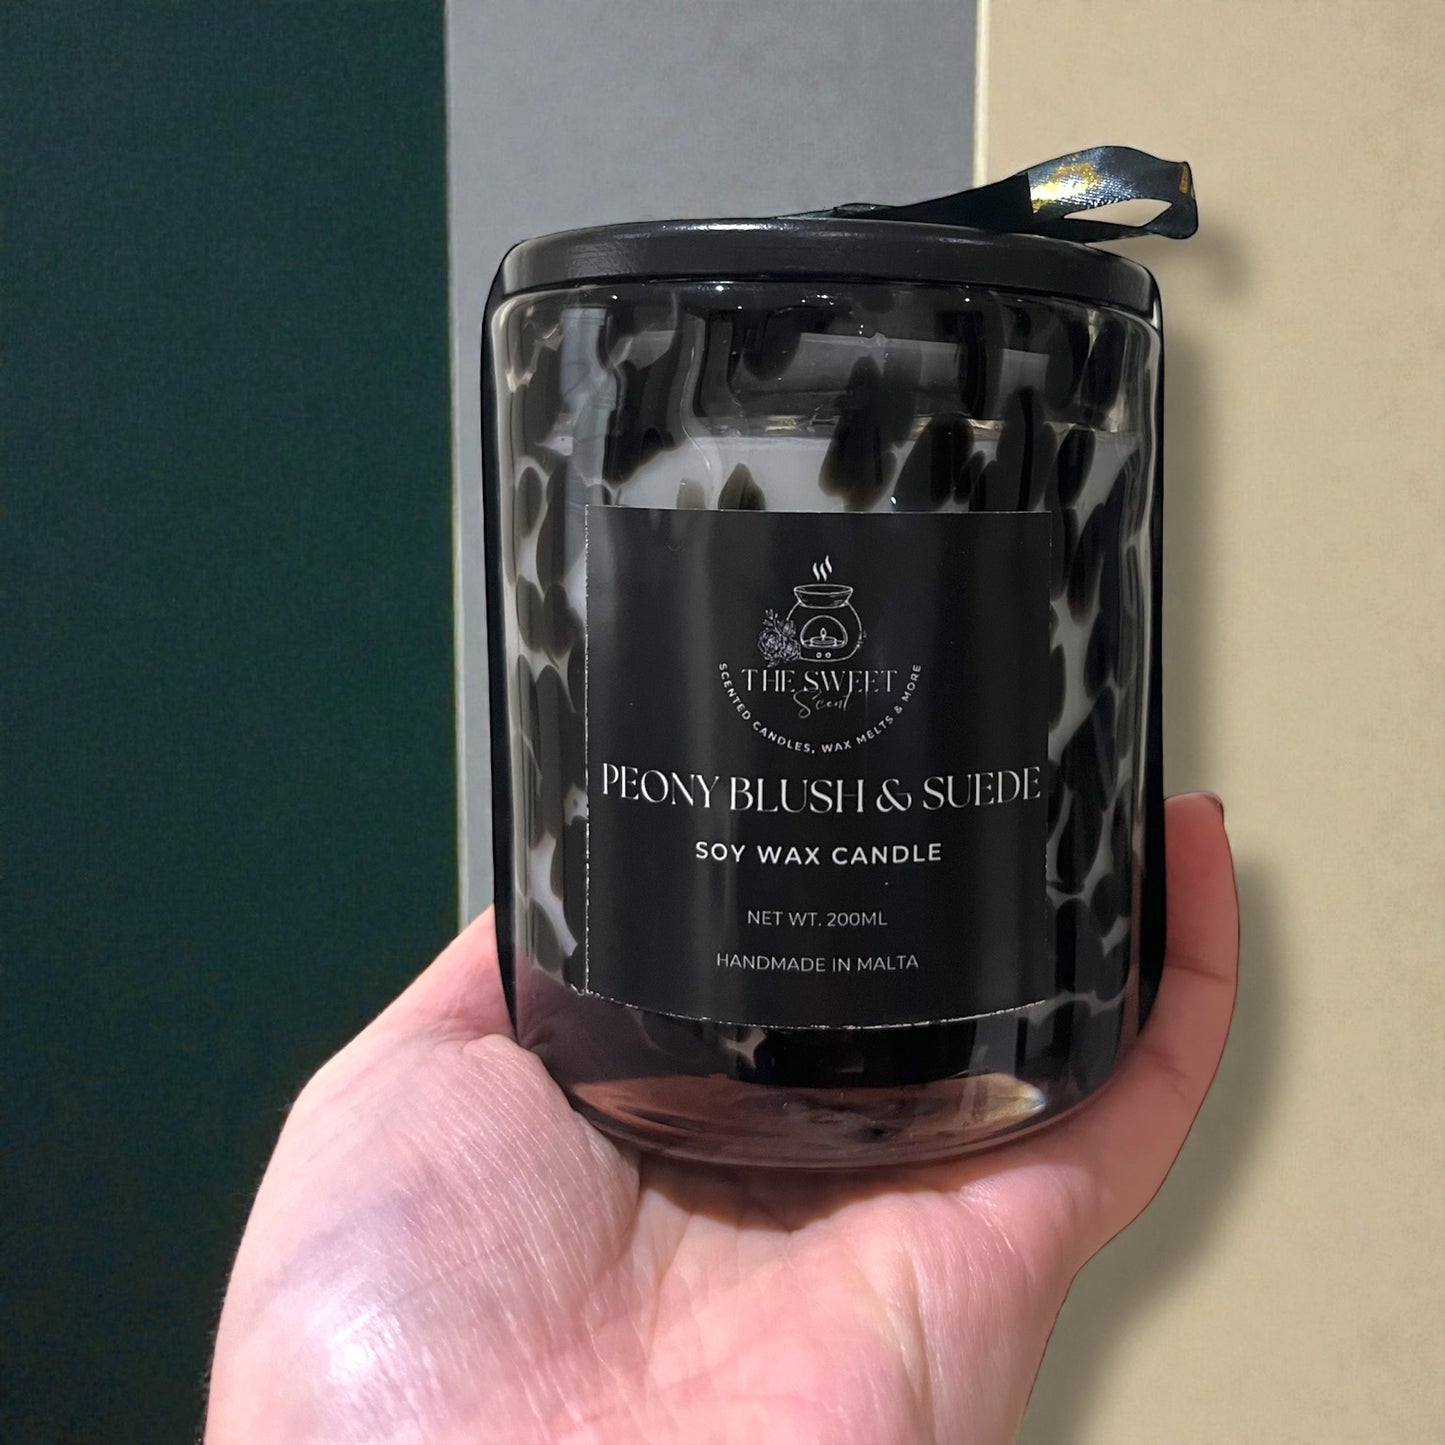 THE SWEET
Scent
SCENTED CANDLES, WAX MELTS & MORE
PEONY BLUSH & SUEDE
SOY WAX CANDLE
NET WT. 200ML
HANDMADE IN MALTA